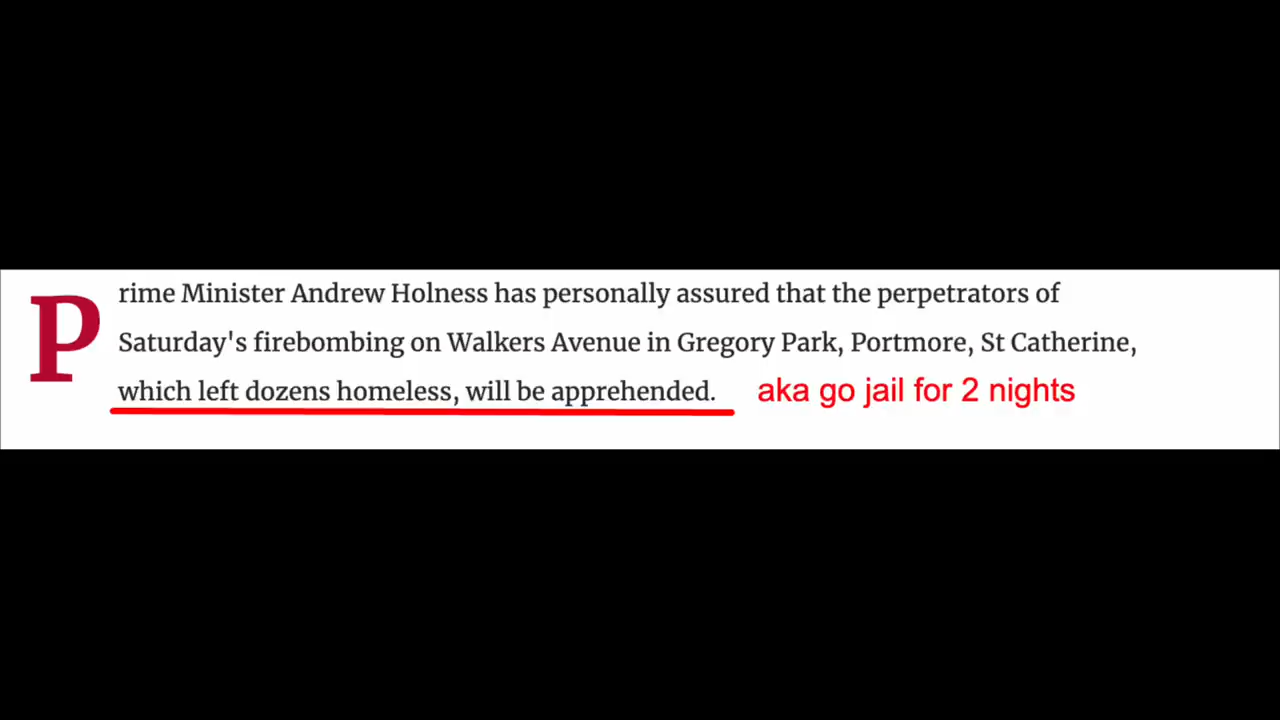 Prime Minister Andrew Holness has personally assured that the perpetrators of
Saturday's firebombing on Walkers Avenue in Gregory Park, Portmore, St Catherine,
which left dozens homeless, will be apprehended. aka go jail for 2 nights